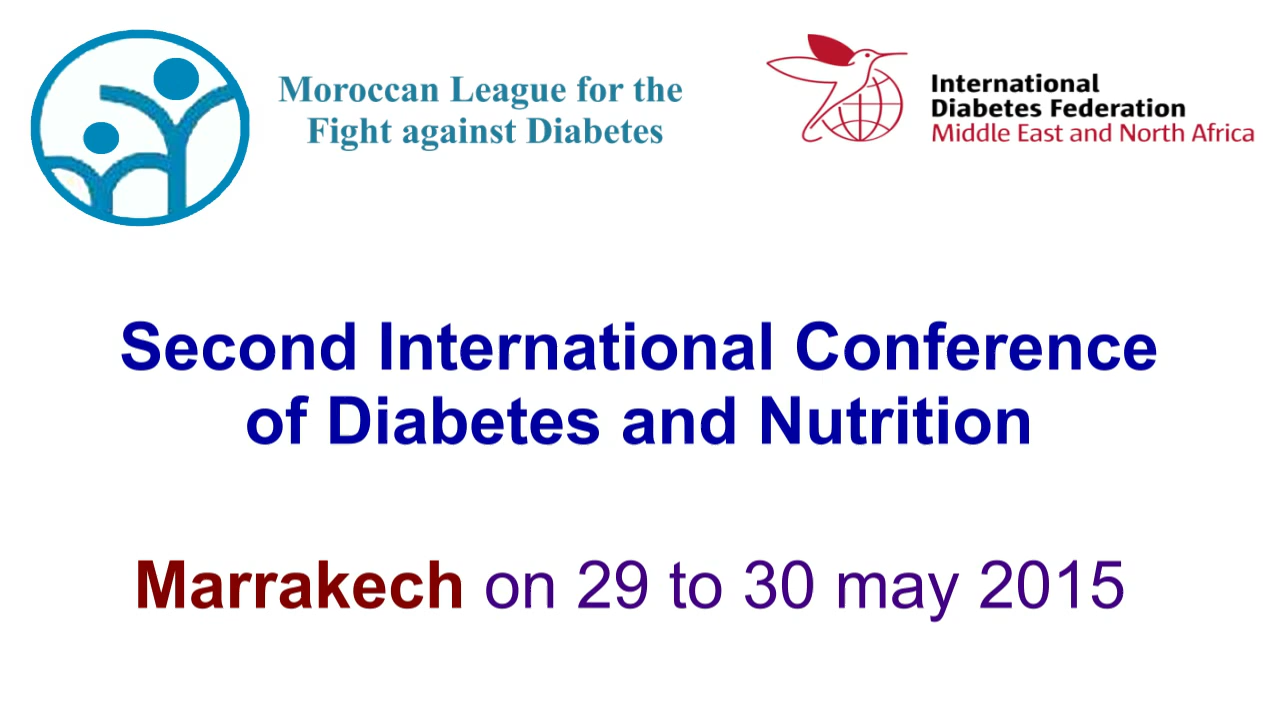 Moroccan League for the
Fight against Diabetes
International
Diabetes Federation
Middle East and North Africa
Second International Conference
of Diabetes and Nutrition
Marrakech on 29 to 30 may 2015